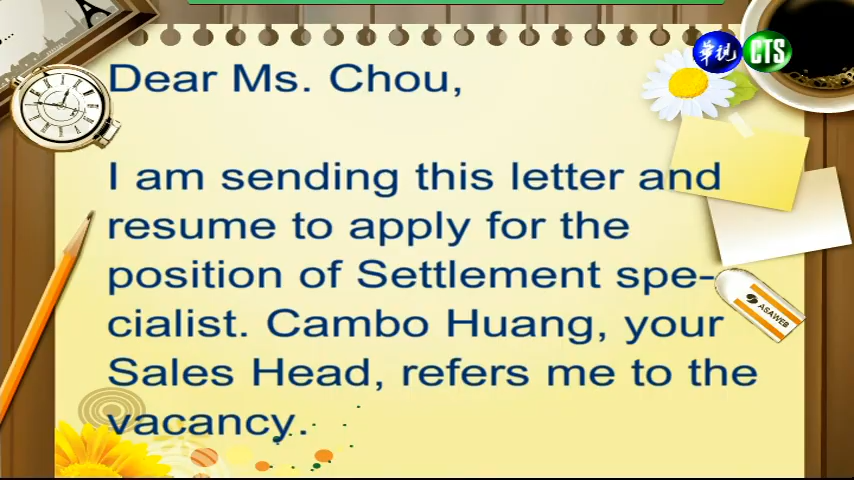 華視 CTS
Dear Ms. Chou,
I am sending this letter and
resume to apply for the
position of Settlement spe-
cialist. Cambo Huang, your
Sales Head, refers me to the
vacancy.
ASAWEB